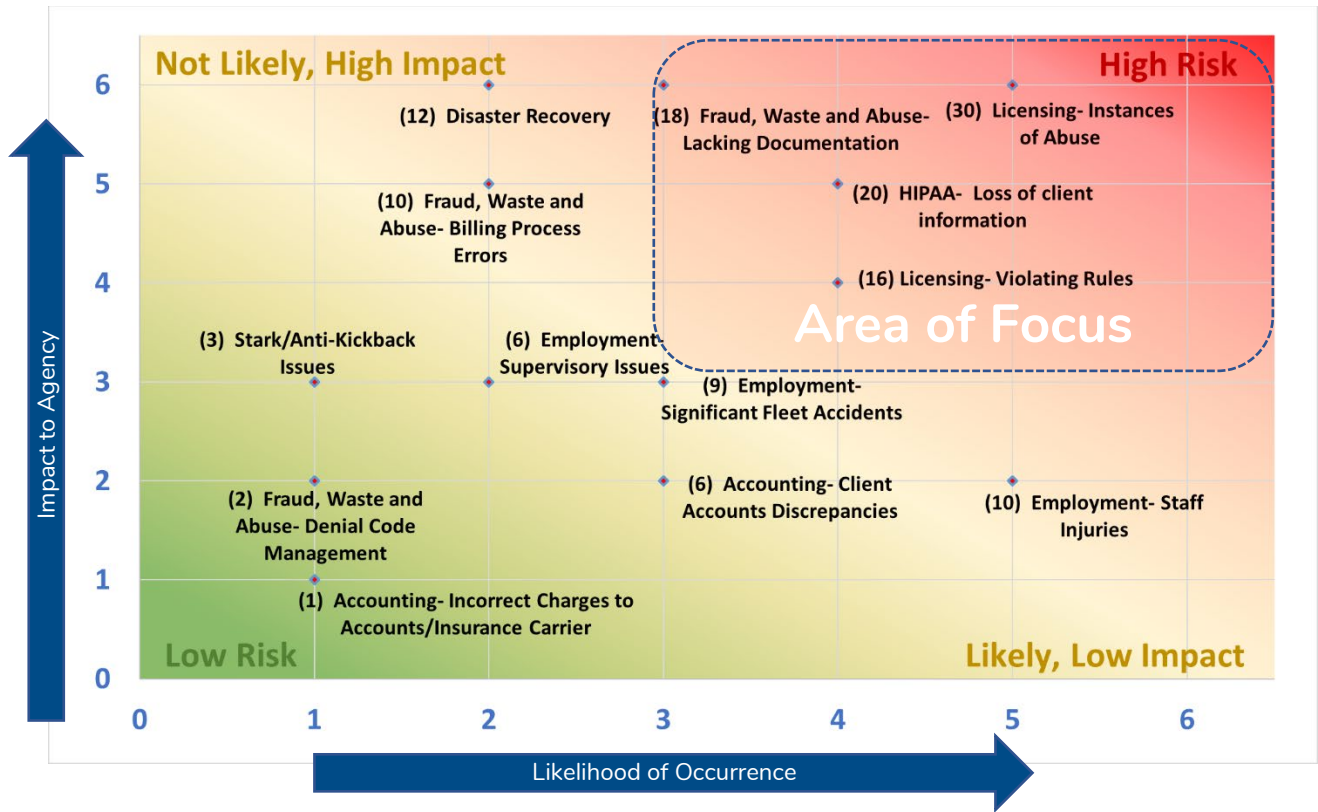 Not Likely, High Impact
High Risk
6
(12) Disaster Recovery
(18) Fraud, Waste and Abuse-
Lacking Documentation
(30) Licensing- Instances
of Abuse
5
(10) Fraud, Waste and
Abuse- Billing Process
Errors
(20) HIPAA- Loss of client
information
4
(16) Licensing- Violating Rules
Area of Focus
(3) Stark/Anti-Kickback
Issues
(6) Employment-
Supervisory Issues
3
(9) Employment-
Significant Fleet Accidents
2
(2) Fraud, Waste and
Abuse- Denial Code
Management
(6) Accounting- Client
Accounts Discrepancies
(10) Employment- Staff
Injuries
1
(1) Accounting- Incorrect Charges to
Accounts/Insurance Carrier
Low Risk
Likely, Low Impact
0
0 1 2 3 4 5 6
Impact to Agency
Likelihood of Occurrence